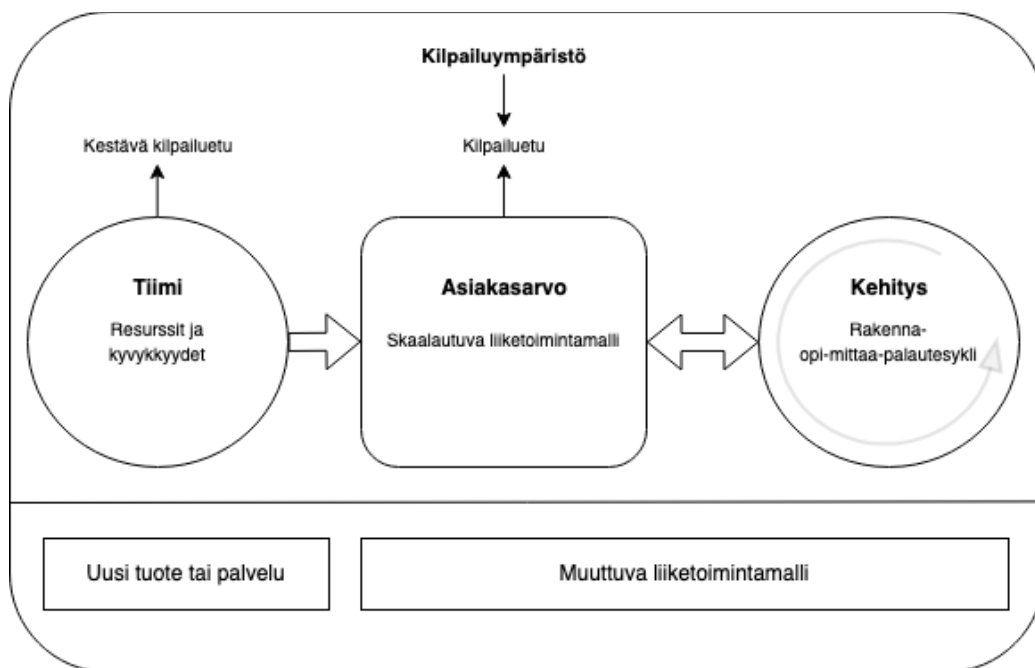 Kilpailuympäristö
Kestävä kilpailuetu
Kilpailuetu
Tiimi
Resurssit ja
kyvykkyydet
Asiakasarvo
Skaalautuva liiketoimintamalli
Kehitys
Rakenna-
opi-mittaa-palautesykli
Uusi tuote tai palvelu
Muuttuva liiketoimintamalli